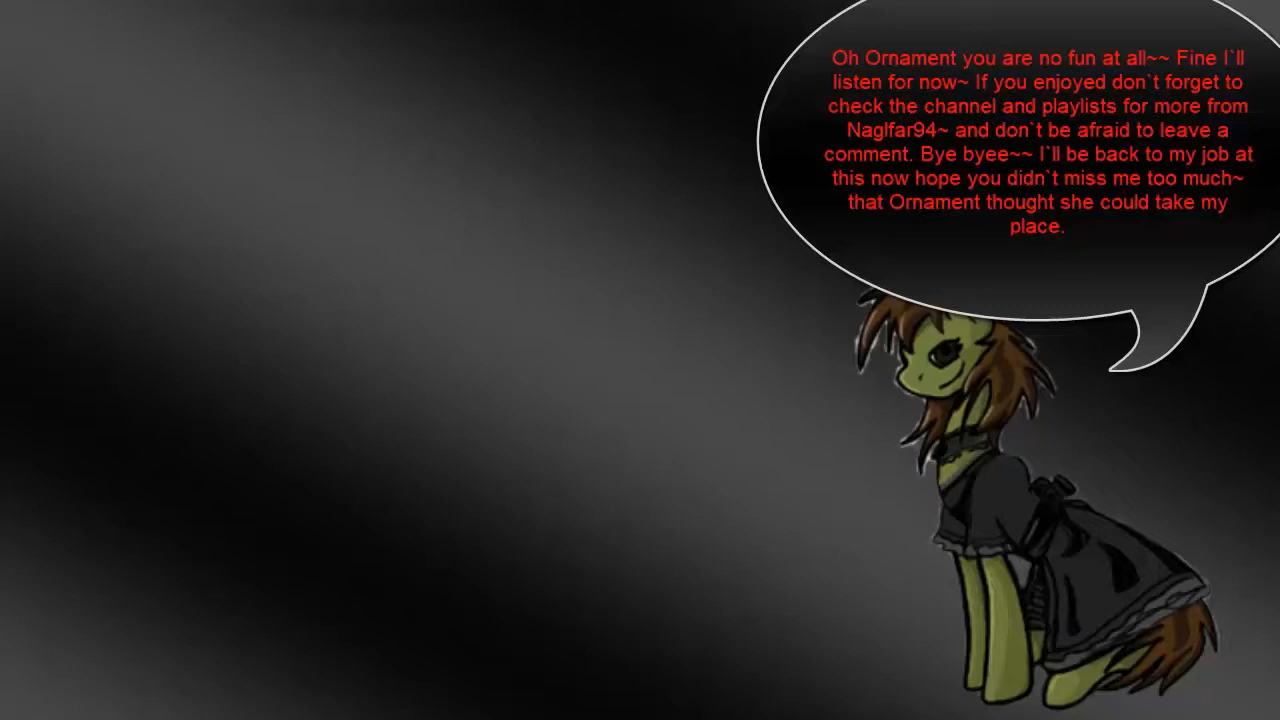 Oh Ornament you are no fun at all~~ Fine I`ll
listen for now~ If you enjoyed don`t forget to
check the channel and playlists for more from
Naglfar94~ and don`t be afraid to leave a
comment. Bye byee~~ I`ll be back to my job at
this now hope you didn`t miss me too much~
that Ornament thought she could take my
place.